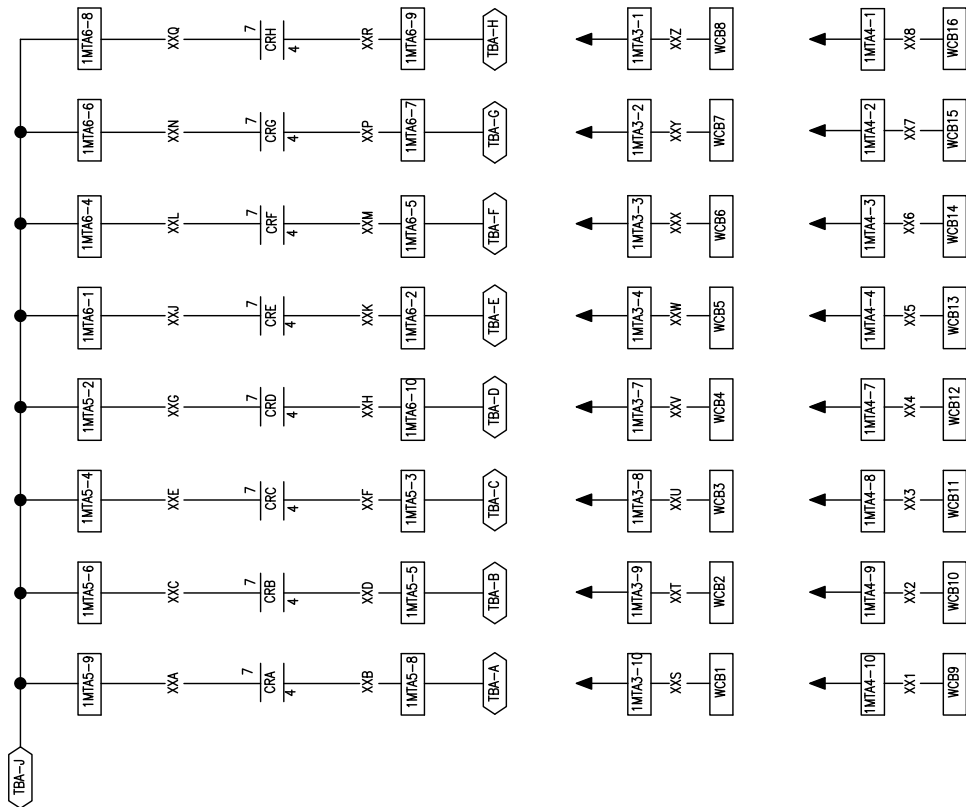 TBA-J
1MTA5-9 1MTA5-6 1MTA5-4 1MTA5-2 1MTA6-1 1MTA6-4 1MTA6-6 1MTA6-8
XXA XXC XXE XXG XXJ XXL XXN XXQ
7 7 7 7 7 7 7 7
CRA CRB CRC CRD CRE CRF CRG CRH
4 4 4 4 4 4 4 4
XXB XXD XXF XXH XXK XXM XXP XXR
1MTA5-8 1MTA5-5 1MTA5-3 1MTA6-10 1MTA6-2 1MTA6-5 1MTA6-7 1MTA6-9
TBA-A TBA-B TBA-C TBA-D TBA-E TBA-F TBA-G TBA-H
1MTA3-10 1MTA3-9 1MTA3-8 1MTA3-7 1MTA3-4 1MTA3-3 1MTA3-2 1MTA3-1
XXS XXT XXU XXV XXW XXX XXY XXZ
WCB1 WCB2 WCB3 WCB4 WCB5 WCB6 WCB7 WCB8
1MTA4-10 1MTA4-9 1MTA4-8 1MTA4-7 1MTA4-4 1MTA4-3 1MTA4-2 1MTA4-1
XX1 XX2 XX3 XX4 XX5 XX6 XX7 XX8
WCB9 WCB10 WCB11 WCB12 WCB13 WCB14 WCB15 WCB16